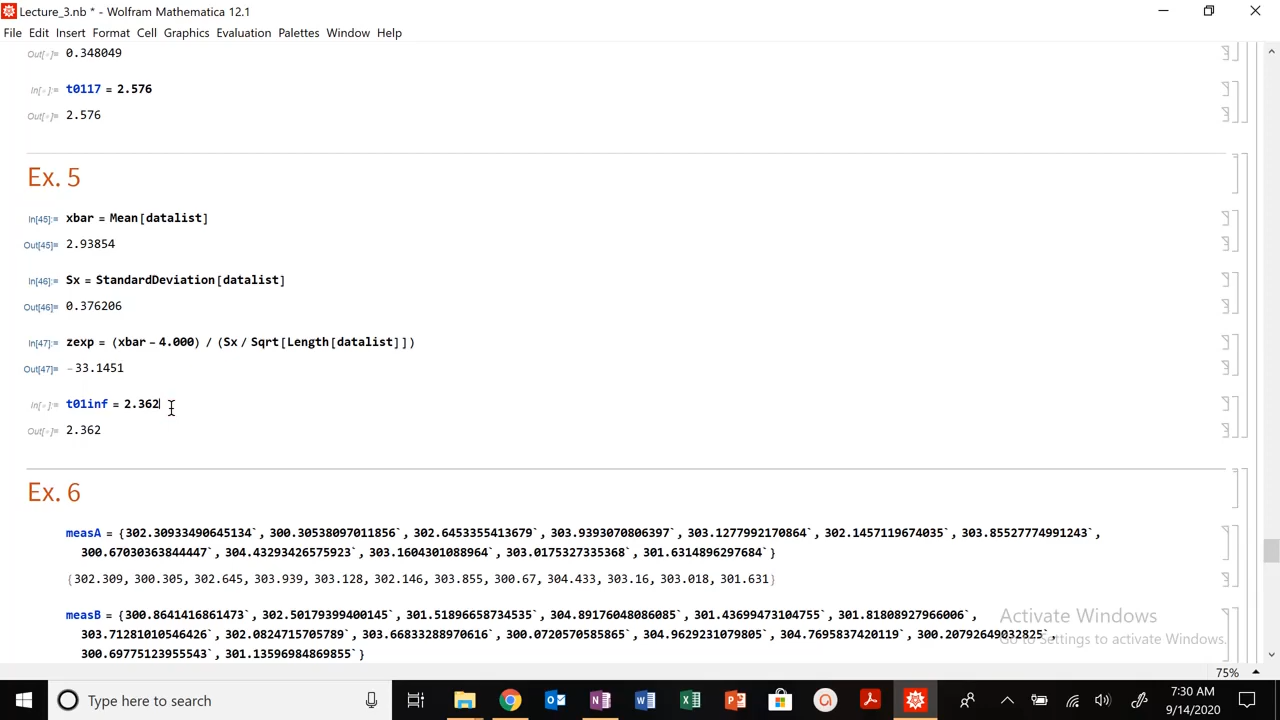 Lecture_3.nb * - Wolfram Mathematica 12.1
File Edit Insert Format Cell Graphics Evaluation Palettes Window Help
Out[•]= 0.348049
In[•]:= t0117 = 2.576
Out[•]= 2.576
Ex. 5
In[45]:= xbar = Mean[datalist]
Out[45]= 2.93854
In[46]:= Sx = StandardDeviation[datalist]
Out[46]= 0.376206
In[47]:= zexp = (xbar - 4.000) / (Sx / Sqrt[Length[datalist]])
Out[47]= -33.1451
In[•]:= t01inf = 2.362
Out[•]= 2.362
Ex. 6
measA = {302.30933490645134`, 300.30538097011856`, 302.6453355413679`, 303.9393070806397`, 303.1277992170864`, 302.1457119674035`, 303.85527774991243`,
300.67030363844447`, 304.43293426575923`, 303.1604301088964`, 303.0175327335368`, 301.6314896297684`}
{302.309, 300.305, 302.645, 303.939, 303.128, 302.146, 303.855, 300.67, 304.433, 303.16, 303.018, 301.631}
measB = {300.8641416861473`, 302.50179399400145`, 301.51896658734535`, 304.89176048086085`, 301.43699473104755`, 301.81808927966006`,
303.71281010546426`, 302.0824715705789`, 303.66833288970616`, 300.0720570585865`, 304.9629231079805`, 304.7695837420119`, 300.20792649032825`,
300.69775123955543`, 301.13596984869855`}
Activate Windows
Go to Settings to activate Windows.
75%
Type here to search
7:30 AM
9/14/2020